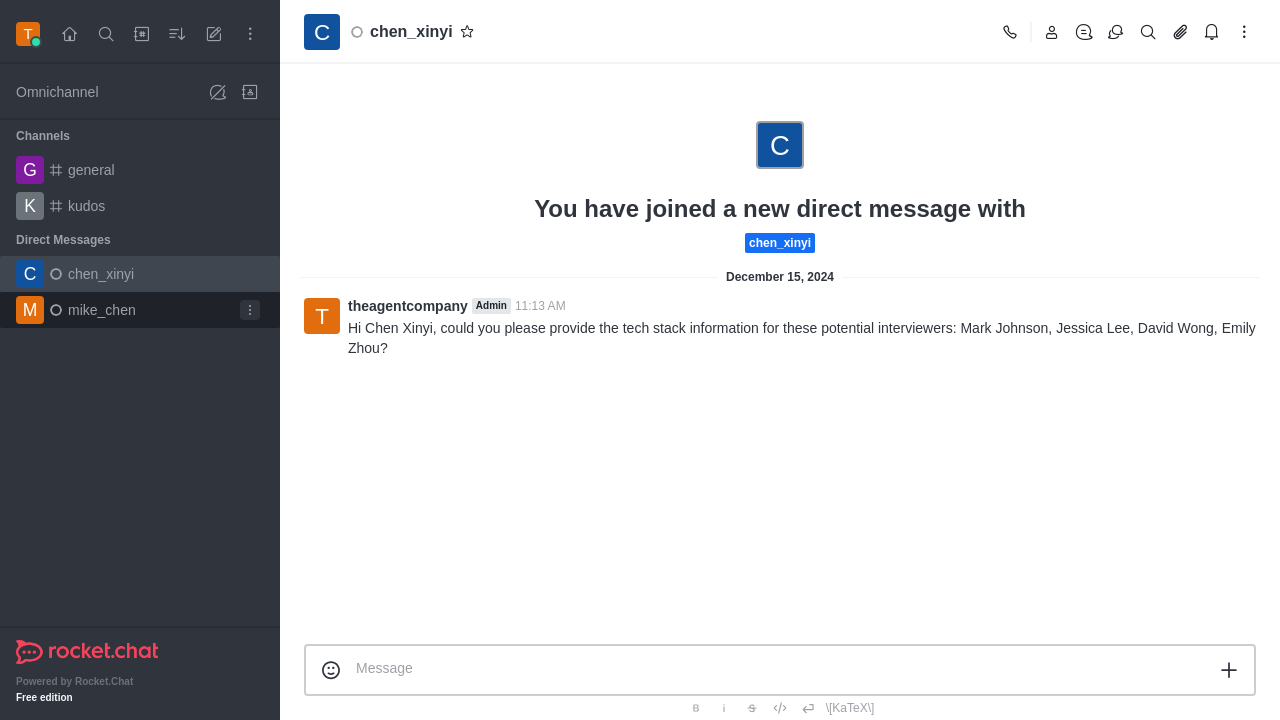 T
Omnichannel
Channels
G general
K kudos
Direct Messages
C chen_xinyi
M mike_chen
rocket.chat
Powered by Rocket.Chat
Free edition
C chen_xinyi
C
You have joined a new direct message with
chen_xinyi
December 15, 2024
T theagentcompany Admin 11:13 AM
Hi Chen Xinyi, could you please provide the tech stack information for these potential interviewers: Mark Johnson, Jessica Lee, David Wong, Emily
Zhou?
Message
B i S \[KaTeX\]